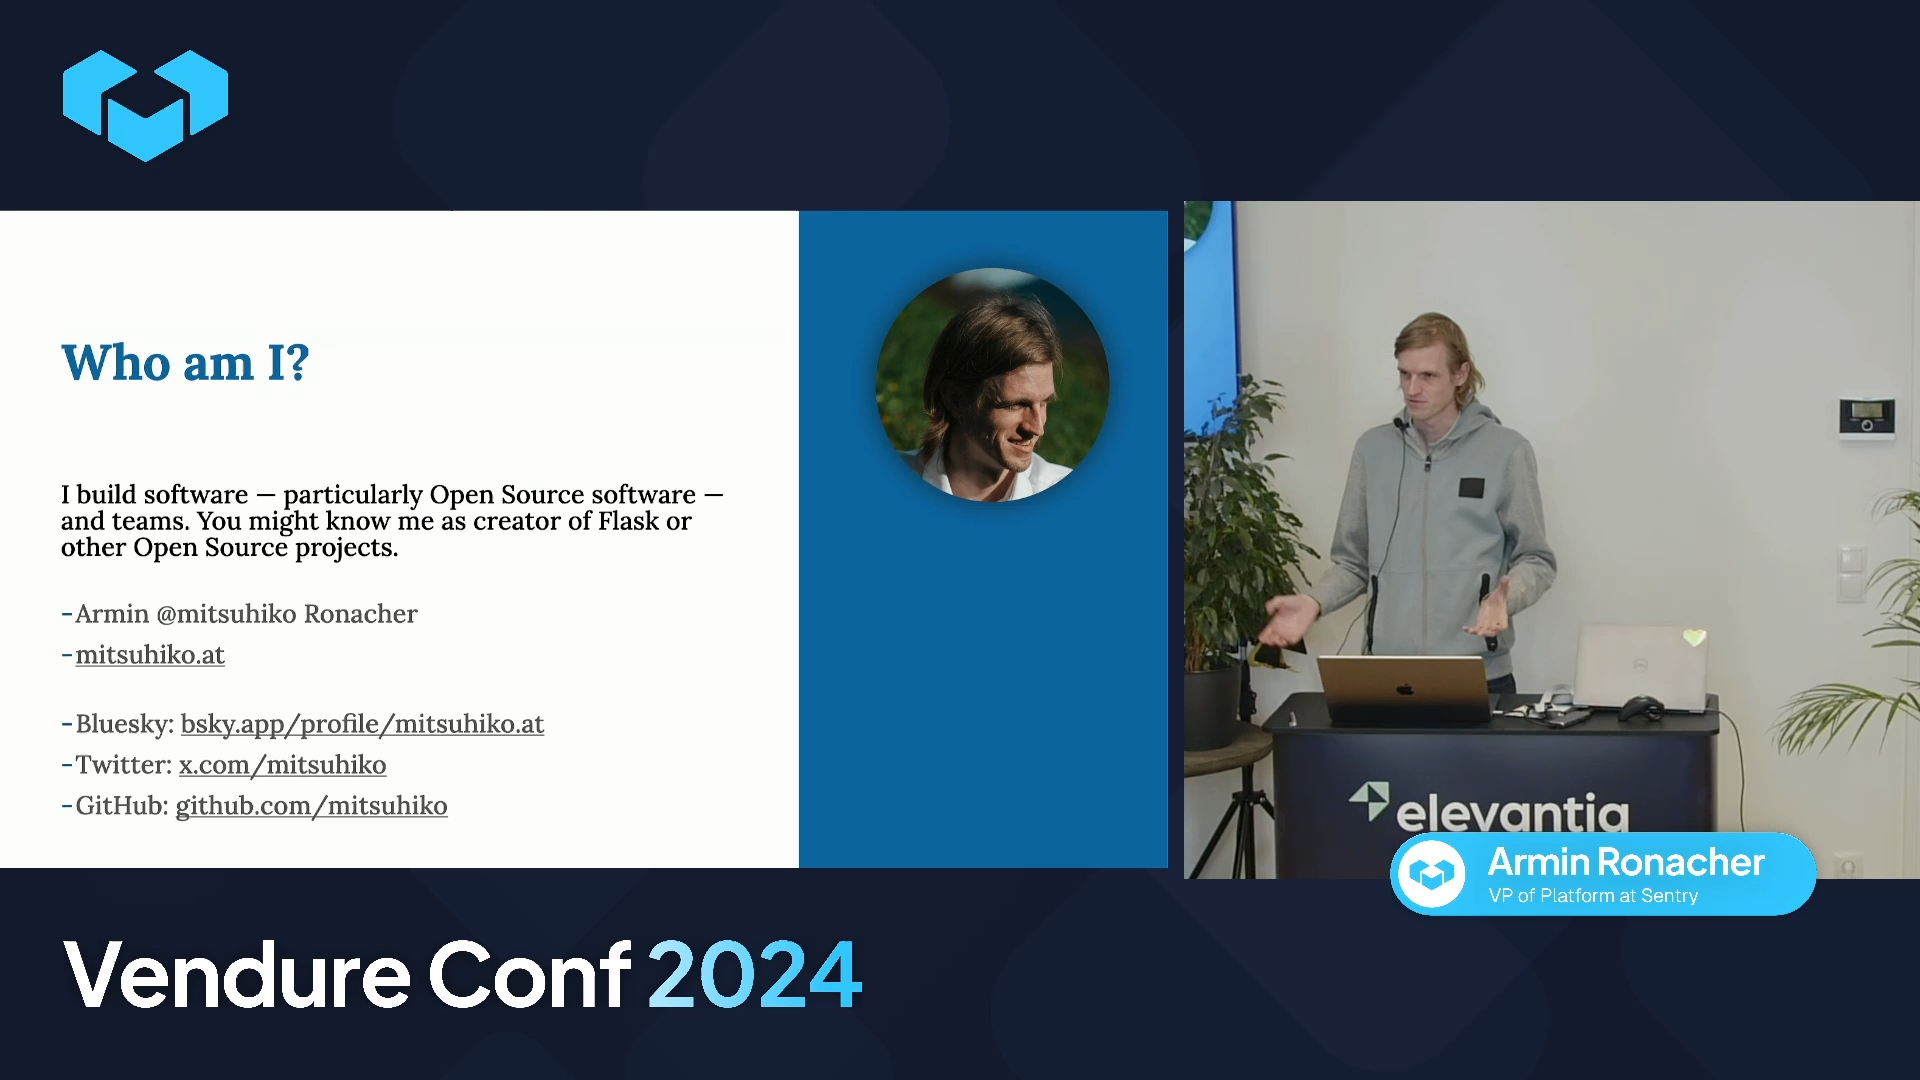 Who am I?
I build software — particularly Open Source software —
and teams. You might know me as creator of Flask or
other Open Source projects.
-Armin @mitsuhiko Ronacher
-mitsuhiko.at
-Bluesky: bsky.app/profile/mitsuhiko.at
-Twitter: x.com/mitsuhiko
-GitHub: github.com/mitsuhiko
elevantiq
Armin Ronacher
VP of Platform at Sentry
Vendure Conf 2024